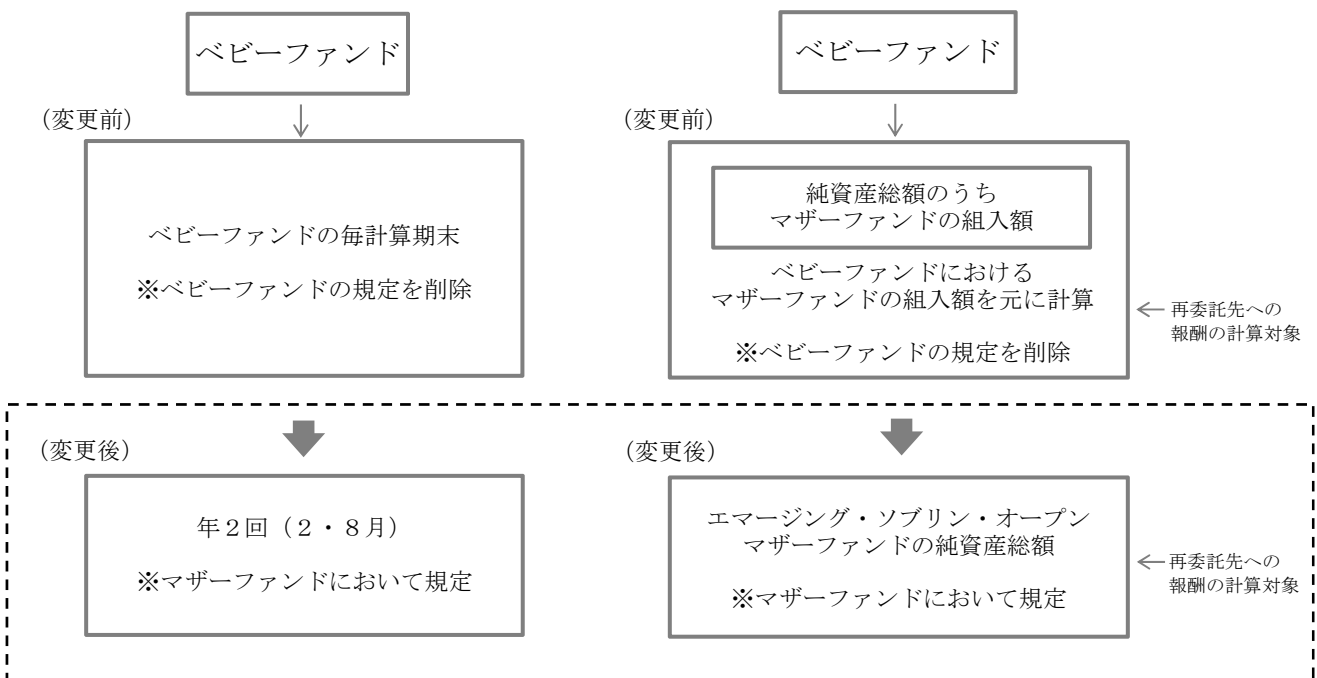 ベビーファンド
(変更前)
ベビーファンドの毎計算期末
※ベビーファンドの規定を削除
(変更後)
年2回(2・8月)
※マザーファンドにおいて規定
ベビーファンド
(変更前)
純資産総額のうち
マザーファンドの組入額
ベビーファンドにおける
マザーファンドの組入額を元に計算
※ベビーファンドの規定を削除
再委託先への
報酬の計算対象
(変更後)
エマージング・ソブリン・オープン
マザーファンドの純資産総額
※マザーファンドにおいて規定
再委託先への
報酬の計算対象